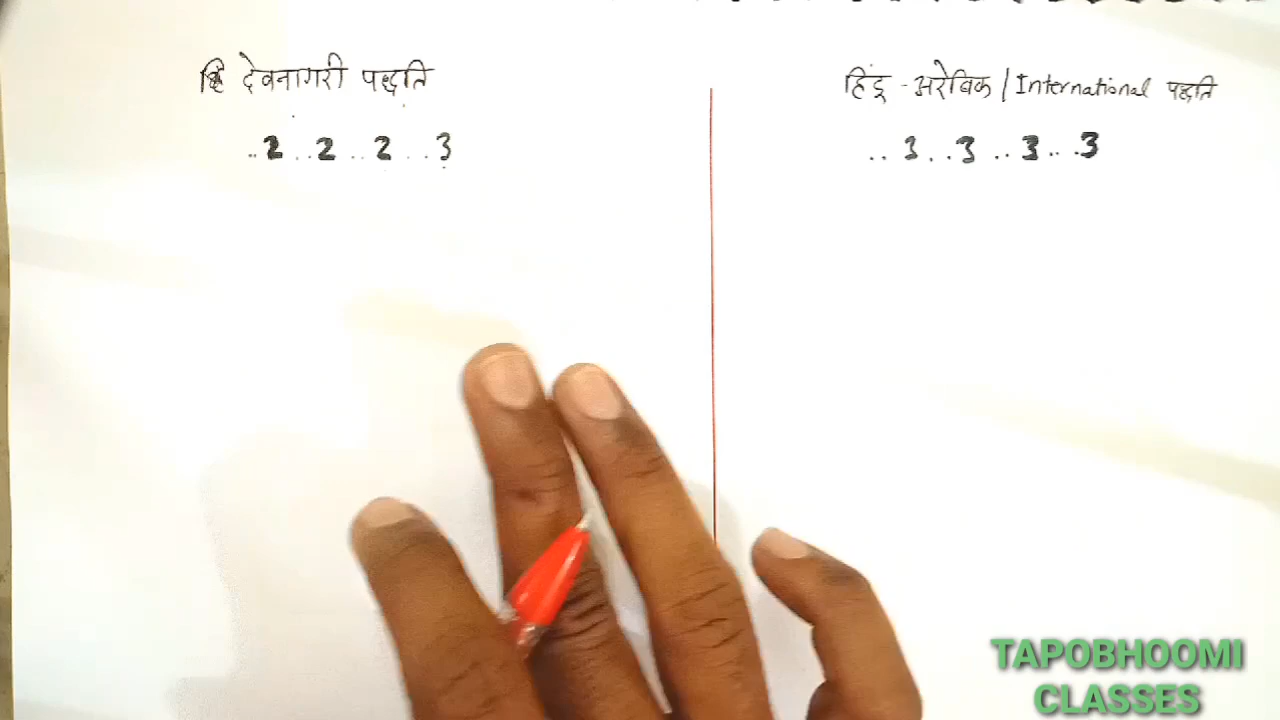 देवनागरी पद्धति
.. 2 .. 2 .. 2 .. 3
हिंदू - अरेबिक / International पद्धति
.. 3 .. 3 .. 3 .. 3
TAPOBHOOMI
CLASSES